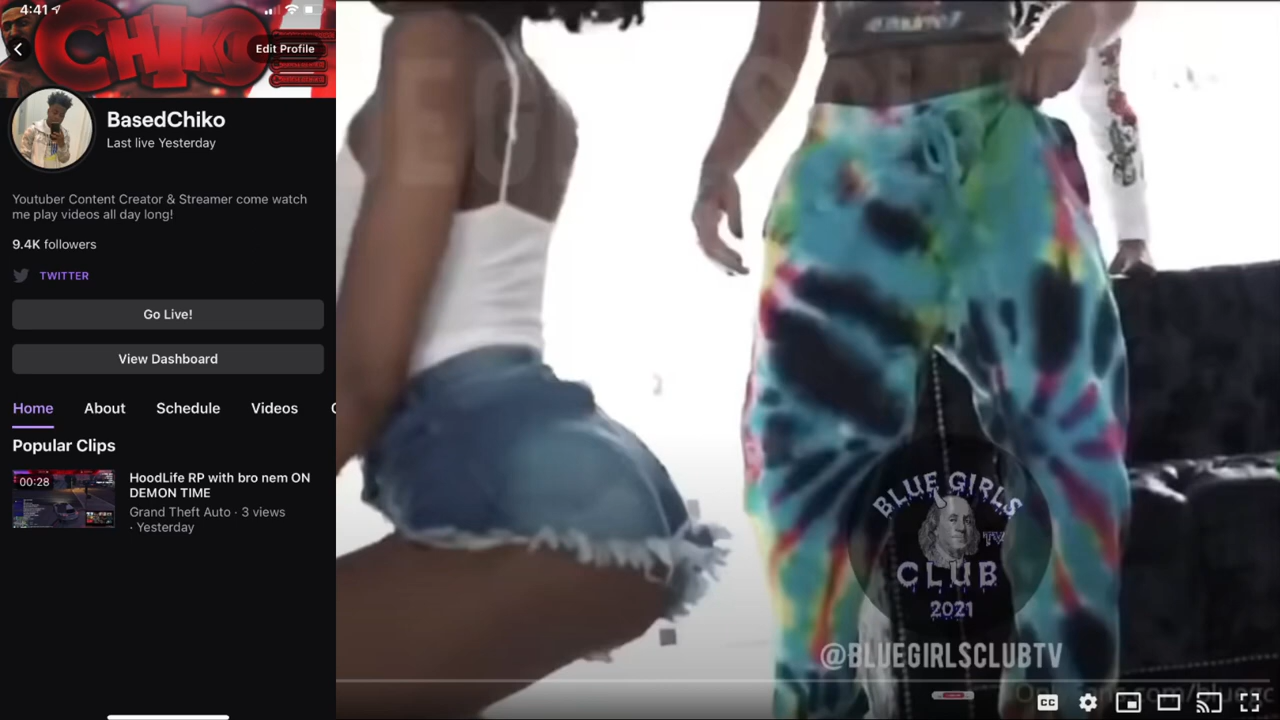 4:41
CHIKO
Edit Profile
BasedChiko
Last live Yesterday
Youtuber Content Creator & Streamer come watch
me play videos all day long!
9.4K followers
TWITTER
Go Live!
View Dashboard
Home
About
Schedule
Videos
Popular Clips
00:28
HoodLife RP with bro nem ON
DEMON TIME
Grand Theft Auto · 3 views
· Yesterday
BLUE GIRLS
TV
CLUB
2021
@BLUEGIRLSCLUBTV
CC